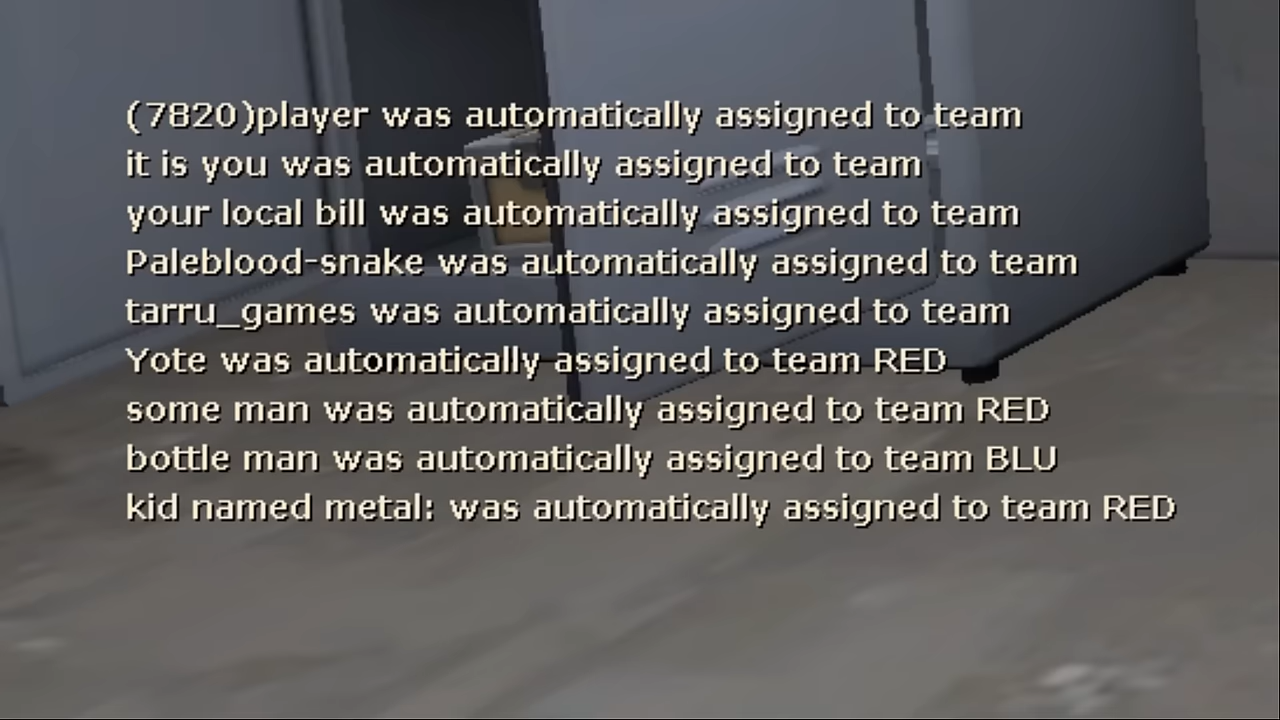 (7820)player was automatically assigned to team
it is you was automatically assigned to team
your local bill was automatically assigned to team
Paleblood-snake was automatically assigned to team
tarru_games was automatically assigned to team
Yote was automatically assigned to team RED
some man was automatically assigned to team RED
bottle man was automatically assigned to team BLU
kid named metal: was automatically assigned to team RED